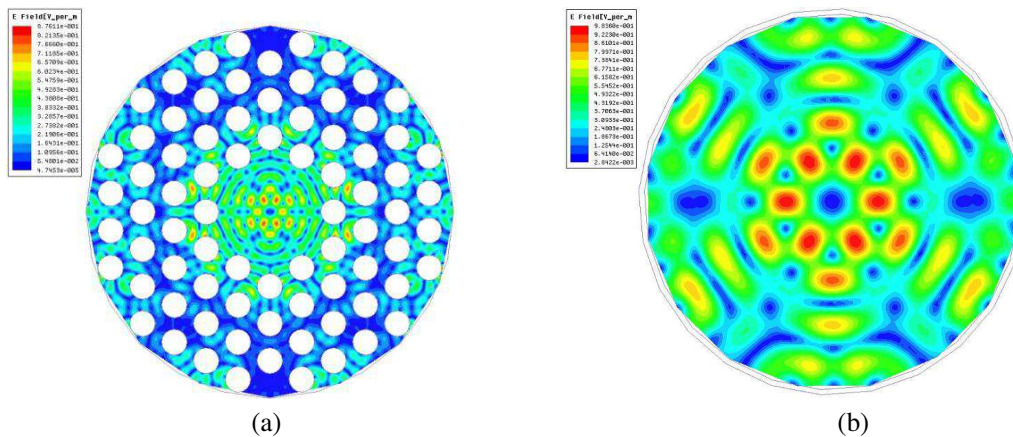 E Field[V_per_m
8.7611e-001
8.2135e-001
7.6660e-001
7.1185e-001
6.5709e-001
6.0234e-001
5.4759e-001
4.9283e-001
4.3808e-001
3.8332e-001
3.2857e-001
2.7382e-001
2.1906e-001
1.6431e-001
1.0956e-001
5.4801e-002
4.7453e-005
E Field[V_per_m
9.8360e-001
9.2230e-001
8.6101e-001
7.9971e-001
7.3841e-001
6.7711e-001
6.1582e-001
5.5452e-001
4.9322e-001
4.3192e-001
3.7063e-001
3.0933e-001
2.4803e-001
1.8673e-001
1.2544e-001
6.4140e-002
2.8422e-003
(a)
(b)